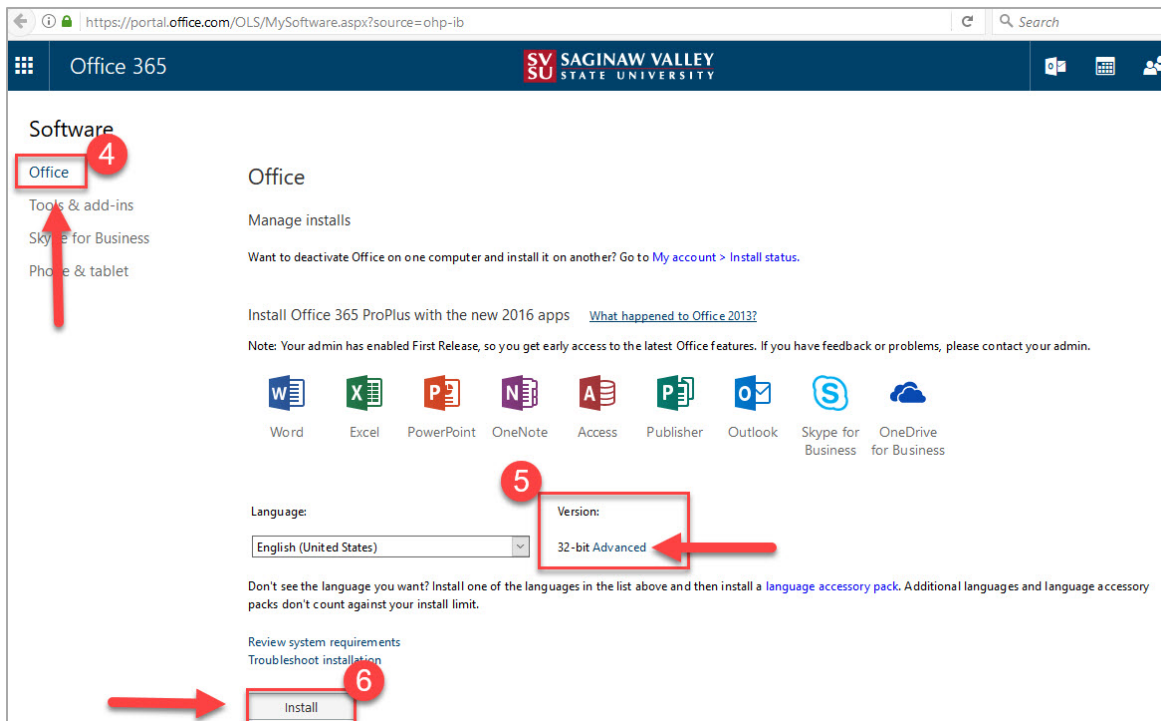 https://portal.office.com/OLS/MySoftware.aspx?source=ohp-ib
Search
Office 365
SV SU SAGINAW VALLEY
STATE UNIVERSITY
Software
4
Office
Tools & add-ins
Skype for Business
Phone & tablet
Office
Manage installs
Want to deactivate Office on one computer and install it on another? Go to My account > Install status.
Install Office 365 ProPlus with the new 2016 apps What happened to Office 2013?
Note: Your admin has enabled First Release, so you get early access to the latest Office features. If you have feedback or problems, please contact your admin.
Word Excel PowerPoint OneNote Access Publisher Outlook Skype for Business OneDrive for Business
5
Language: Version:
English (United States) 32-bit Advanced
Don't see the language you want? Install one of the languages in the list above and then install a language accessory pack. Additional languages and language accessory
packs don't count against your install limit.
Review system requirements
Troubleshoot installation
6
Install